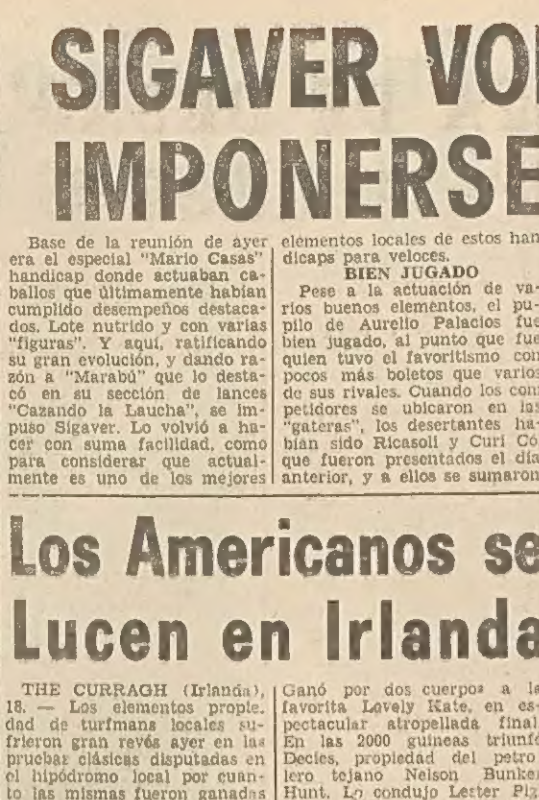 SIGAVER VO
IMPONERSE
Base de la reunión de ayer
era el especial "Mario Casas"
handicap donde actuaban ca-
ballos que últimamente habían
cumplido desempeños destaca-
dos. Lote nutrido y con varias
"figuras". Y aquí, ratificando
su gran evolución, y dando ra-
zón a "Marabú" que lo desta-
có en su sección de lances
"Cazando la Laucha", se im-
puso Sigaver. Lo volvió a ha-
cer con suma facilidad, como
para considerar que actual-
mente es uno de los mejores
elementos locales de estos han
dicaps para veloces.
BIEN JUGADO
Pese a la actuación de va-
rios buenos elementos, el pu-
pilo de Aurelio Palacios fue
bien jugado, al punto que fue
quien tuvo el favoritismo con
pocos más boletos que varios
de sus rivales. Cuando los com
petidores se ubicaron en las
"gateras", los desertantes ha-
bían sido Ricasoli y Curí Có
que fueron presentados el día
anterior, y a ellos se sumaron
Los Americanos se
Lucen en Irlanda
THE CURRAGH (Irlanda),
18. — Los elementos propie.
dad de turfmans locales su-
frieron gran revés ayer en las
pruebas clásicas disputadas en
el hipódromo local por cuan-
to las mismas fueron ganadas
Ganó por dos cuerpos a la
favorita Lovely Kate, en es-
pectacular atropellada final.
En las 2000 guineas triunfó
Decies, propiedad del petro
lero tejano Nelson Bunker
Hunt. Lo condujo Lester Pig